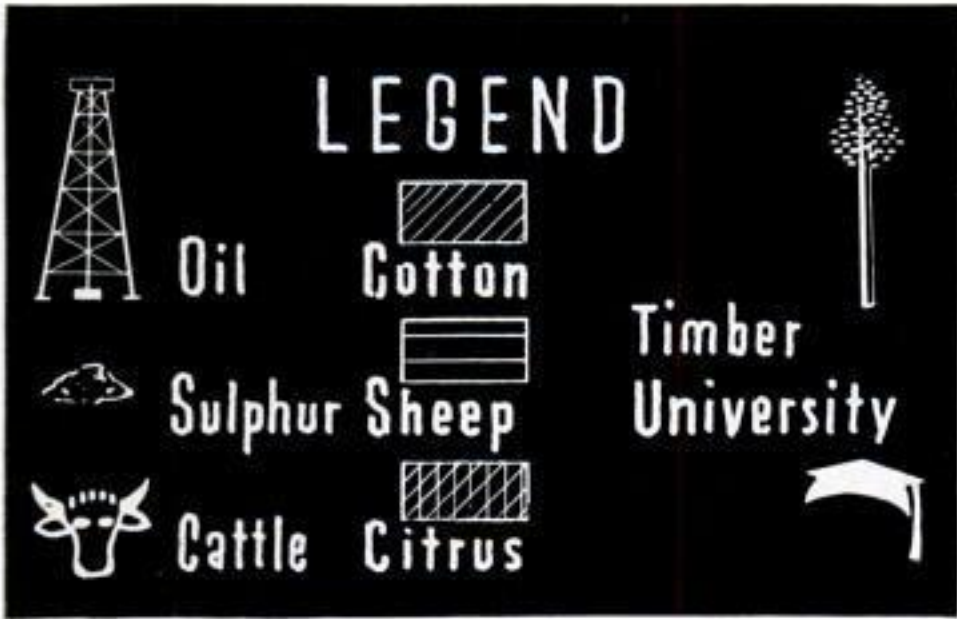 LEGEND
Oil
Cotton
Timber
Sulphur
Sheep
University
Cattle
Citrus